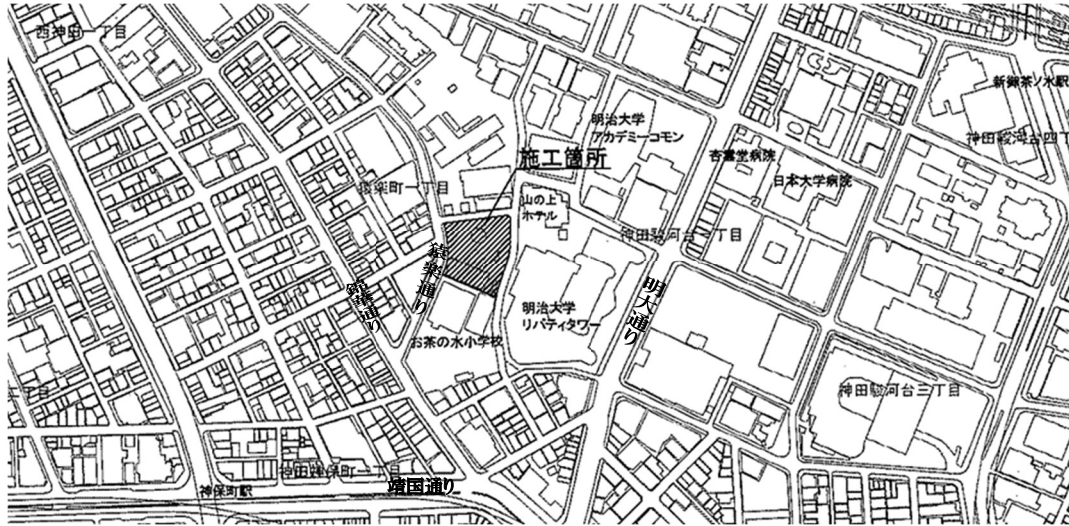 西神田一丁目
新御茶ノ水駅
明治大学
アカデミーコモン
神田駿河台四丁
杏雲堂病院
施工箇所
日本大学病院
猿楽町一丁目
山の上
ホテル
神田駿河台一丁目
猿楽通り
錦華通り
明大通り
明治大学
リバティタワー
お茶の水小学校
丁目
神田駿河台三丁目
神田神保町一丁目
神保町駅
靖国通り